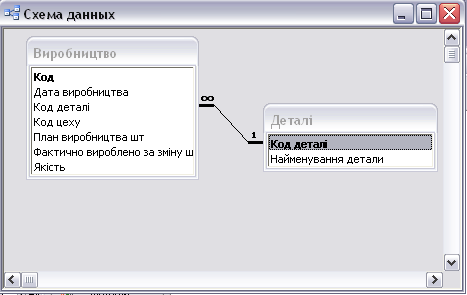 Схема данных
Виробництво
Код
Дата виробництва
Код деталі
Код цеху
План виробництва шт
Фактично вироблено за зміну ш
Якість
∞
1
Деталі
Код деталі
Найменування детали